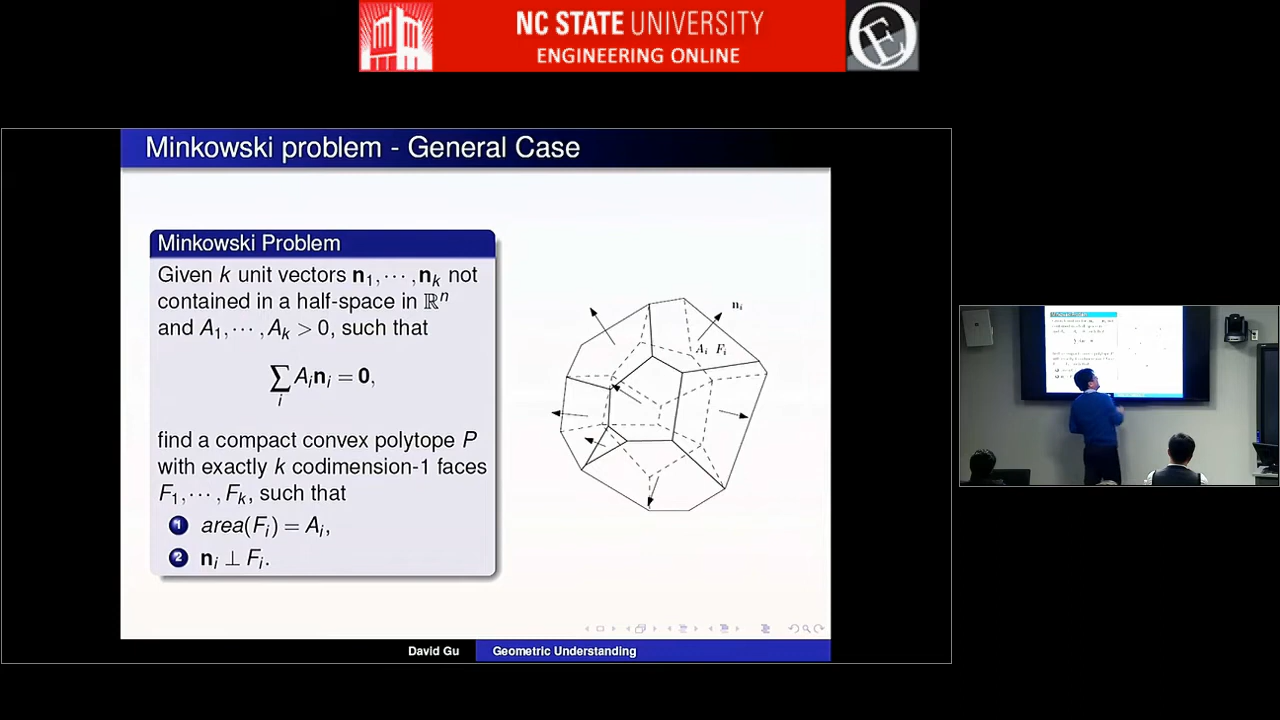 NC STATE UNIVERSITY
ENGINEERING ONLINE
Minkowski problem - General Case
Minkowski Problem
Given k unit vectors n₁, ⋯ , nₖ not
contained in a half-space in ℝⁿ
and A₁, ⋯ , Aₖ > 0, such that
∑ᵢ Aᵢnᵢ = 0,
find a compact convex polytope P
with exactly k codimension-1 faces
F₁, ⋯ , Fₖ, such that
1 area(Fᵢ) = Aᵢ,
2 nᵢ ⊥ Fᵢ.
nᵢ
Aᵢ Fᵢ
David Gu
Geometric Understanding